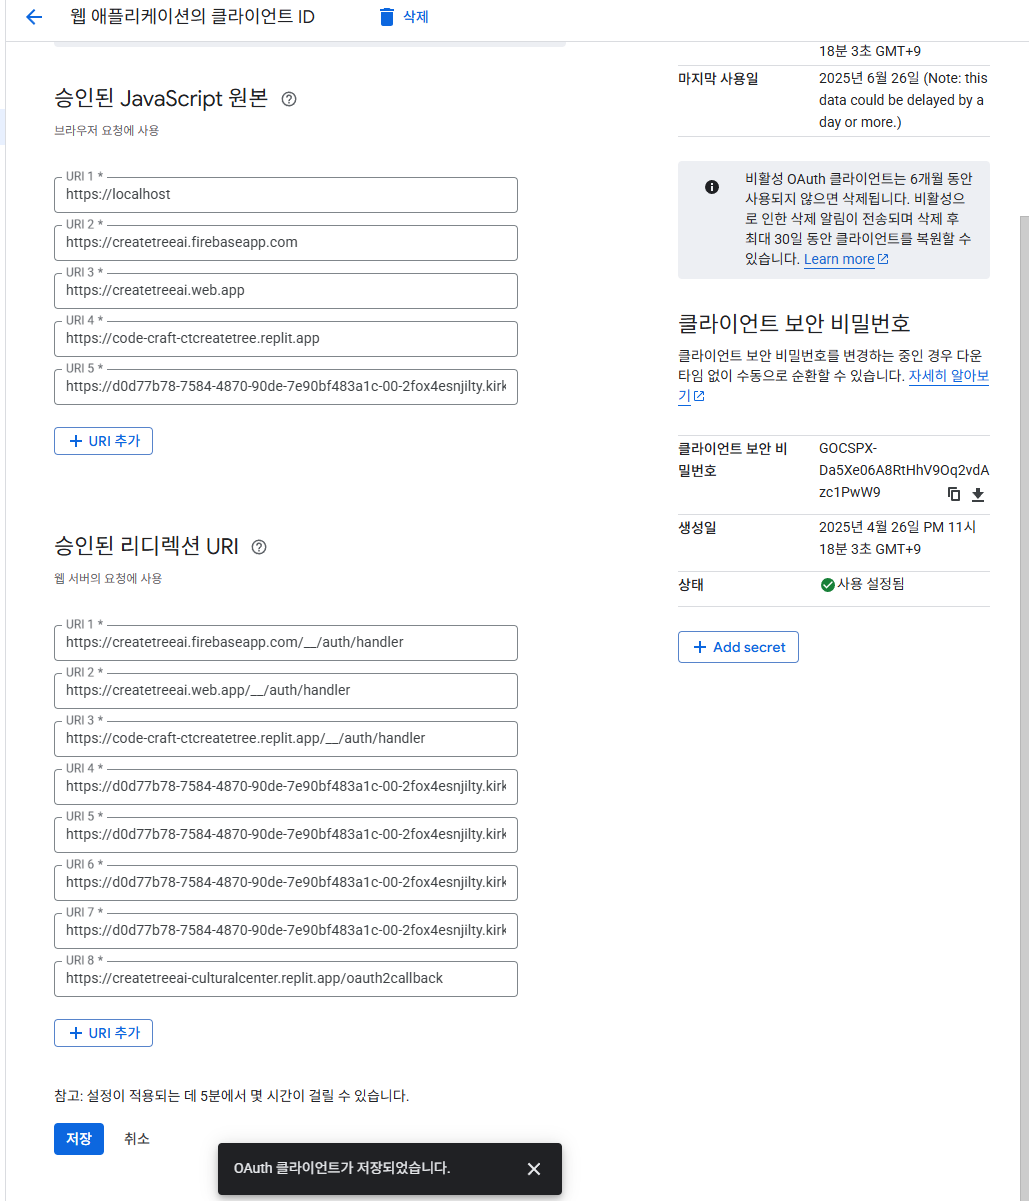 웹 애플리케이션의 클라이언트 ID
삭제
승인된 JavaScript 원본
브라우저 요청에 사용
URI 1 *
https://localhost
URI 2 *
https://createtreeai.firebaseapp.com
URI 3 *
https://createtreeai.web.app
URI 4 *
https://code-craft-ctcreatetree.replit.app
URI 5 *
https://d0d77b78-7584-4870-90de-7e90bf483a1c-00-2fox4esnjilty.kirk
URI 추가
승인된 리디렉션 URI
웹 서버의 요청에 사용
URI 1 *
https://createtreeai.firebaseapp.com/__/auth/handler
URI 2 *
https://createtreeai.web.app/__/auth/handler
URI 3 *
https://code-craft-ctcreatetree.replit.app/__/auth/handler
URI 4 *
https://d0d77b78-7584-4870-90de-7e90bf483a1c-00-2fox4esnjilty.kirk
URI 5 *
https://d0d77b78-7584-4870-90de-7e90bf483a1c-00-2fox4esnjilty.kirk
URI 6 *
https://d0d77b78-7584-4870-90de-7e90bf483a1c-00-2fox4esnjilty.kirk
URI 7 *
https://d0d77b78-7584-4870-90de-7e90bf483a1c-00-2fox4esnjilty.kirk
URI 8 *
https://createtreeai-culturalcenter.replit.app/oauth2callback
URI 추가
참고: 설정이 적용되는 데 5분에서 몇 시간이 걸릴 수 있습니다.
저장 취소
OAuth 클라이언트가 저장되었습니다.
18분 3초 GMT+9
마지막 사용일
2025년 6월 26일 (Note: this
data could be delayed by a
day or more.)
비활성 OAuth 클라이언트는 6개월 동안
사용되지 않으면 삭제됩니다. 비활성으
로 인한 삭제 알림이 전송되며 삭제 후
최대 30일 동안 클라이언트를 복원할 수
있습니다. Learn more
클라이언트 보안 비밀번호
클라이언트 보안 비밀번호를 변경하는 중인 경우 다운
타임 없이 수동으로 순환할 수 있습니다. 자세히 알아보
기
클라이언트 보안 비
밀번호
GOCSPX-
Da5Xe06A8RtHhV9Oq2vdA
zc1PwW9
생성일
2025년 4월 26일 PM 11시
18분 3초 GMT+9
상태
사용 설정됨
Add secret